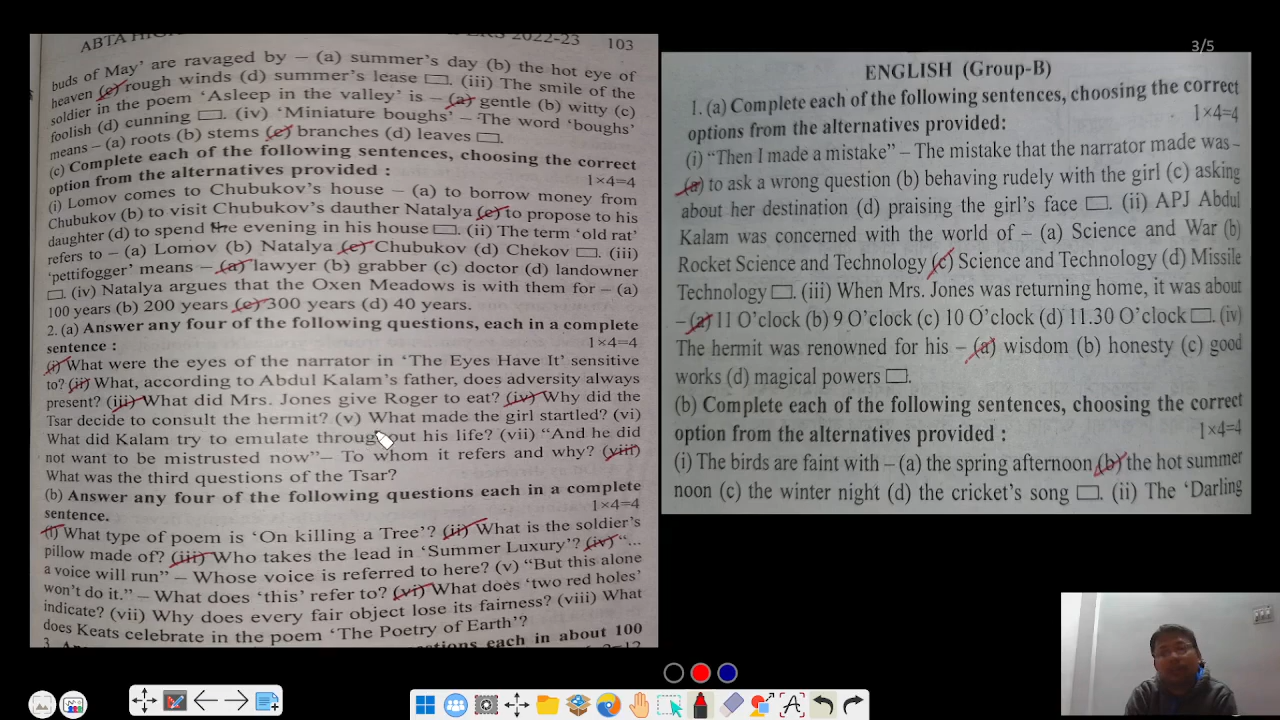 3/5
ABTA 2022-23 103
buds of May' are ravaged by – (a) summer's day (b) the hot eye of
heaven (c) rough winds (d) summer's lease (iii) The smile of the
soldier in the poem 'Asleep in the valley' is – (a) gentle (b) witty (c)
foolish (d) cunning (iv) 'Miniature boughs' – The word 'boughs'
means – (a) roots (b) stems (c) branches (d) leaves
(c) Complete each of the following sentences, choosing the correct
option from the alternatives provided : 1×4=4
(i) Lomov comes to Chubukov's house – (a) to borrow money from
Chubukov (b) to visit Chubukov's dauther Natalya (c) to propose to his
daughter (d) to spend the evening in his house (ii) The term 'old rat'
refers to – (a) Lomov (b) Natalya (c) Chubukov (d) Chekov (iii)
'pettifogger' means – (a) lawyer (b) grabber (c) doctor (d) landowner
(iv) Natalya argues that the Oxen Meadows is with them for – (a)
100 years (b) 200 years (c) 300 years (d) 40 years.
2. (a) Answer any four of the following questions, each in a complete
sentence : 1×4=4
(i) What were the eyes of the narrator in 'The Eyes Have It' sensitive
to? (ii) What, according to Abdul Kalam's father, does adversity always
present? (iii) What did Mrs. Jones give Roger to eat? (iv) Why did the
Tsar decide to consult the hermit? (v) What made the girl startled? (vi)
What did Kalam try to emulate throughout his life? (vii) "And he did
not want to be mistrusted now"– To whom it refers and why? (viii)
What was the third questions of the Tsar?
(b) Answer any four of the following questions each in a complete
sentence. 1×4=4
(i) What type of poem is 'On killing a Tree'? (ii) What is the soldier's
pillow made of? (iii) Who takes the lead in 'Summer Luxury'? (iv) "...
a voice will run" – Whose voice is referred to here? (v) "But this alone
won't do it." – What does 'this' refer to? (vi) What does 'two red holes'
indicate? (vii) Why does every fair object lose its fairness? (viii) What
does Keats celebrate in the poem 'The Poetry of Earth'?
3. each in about 100
ENGLISH (Group-B)
1. (a) Complete each of the following sentences, choosing the correct
options from the alternatives provided: 1×4=4
(i) "Then I made a mistake" – The mistake that the narrator made was –
(a) to ask a wrong question (b) behaving rudely with the girl (c) asking
about her destination (d) praising the girl's face (ii) APJ Abdul
Kalam was concerned with the world of – (a) Science and War (b)
Rocket Science and Technology (c) Science and Technology (d) Missile
Technology (iii) When Mrs. Jones was returning home, it was about
– (a) 11 O'clock (b) 9 O'clock (c) 10 O'clock (d) 11.30 O'clock (iv)
The hermit was renowned for his – (a) wisdom (b) honesty (c) good
works (d) magical powers
(b) Complete each of the following sentences, choosing the correct
option from the alternatives provided : 1×4=4
(i) The birds are faint with – (a) the spring afternoon (b) the hot summer
noon (c) the winter night (d) the cricket's song (ii) The 'Darling